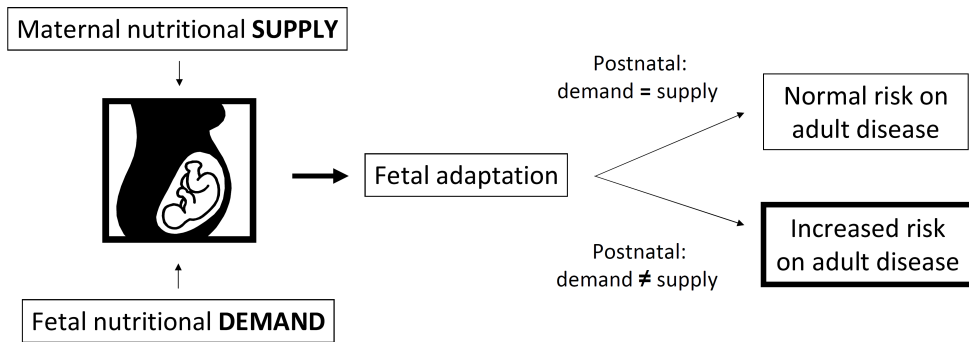 Maternal nutritional SUPPLY
Fetal nutritional DEMAND
Fetal adaptation
Postnatal:
demand = supply
Normal risk on
adult disease
Postnatal:
demand ≠ supply
Increased risk
on adult disease